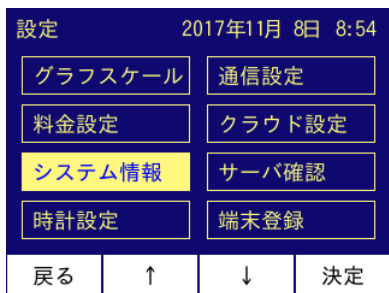 設定 2017年11月 8日 8:54
グラフスケール 通信設定
料金設定 クラウド設定
システム情報 サーバ確認
時計設定 端末登録
戻る ↑ ↓ 決定